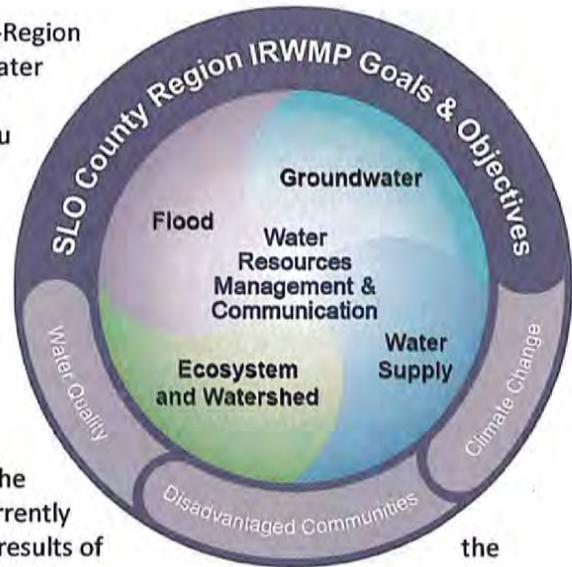 -Region
ater
u
SLO County Region IRWMP Goals & Objectives
Groundwater
Flood
Water
Resources
Management &
Communication
Water
Supply
Ecosystem
and Watershed
Water Quality
Disadvantaged Communities
Climate Change
he
rrently
results of the